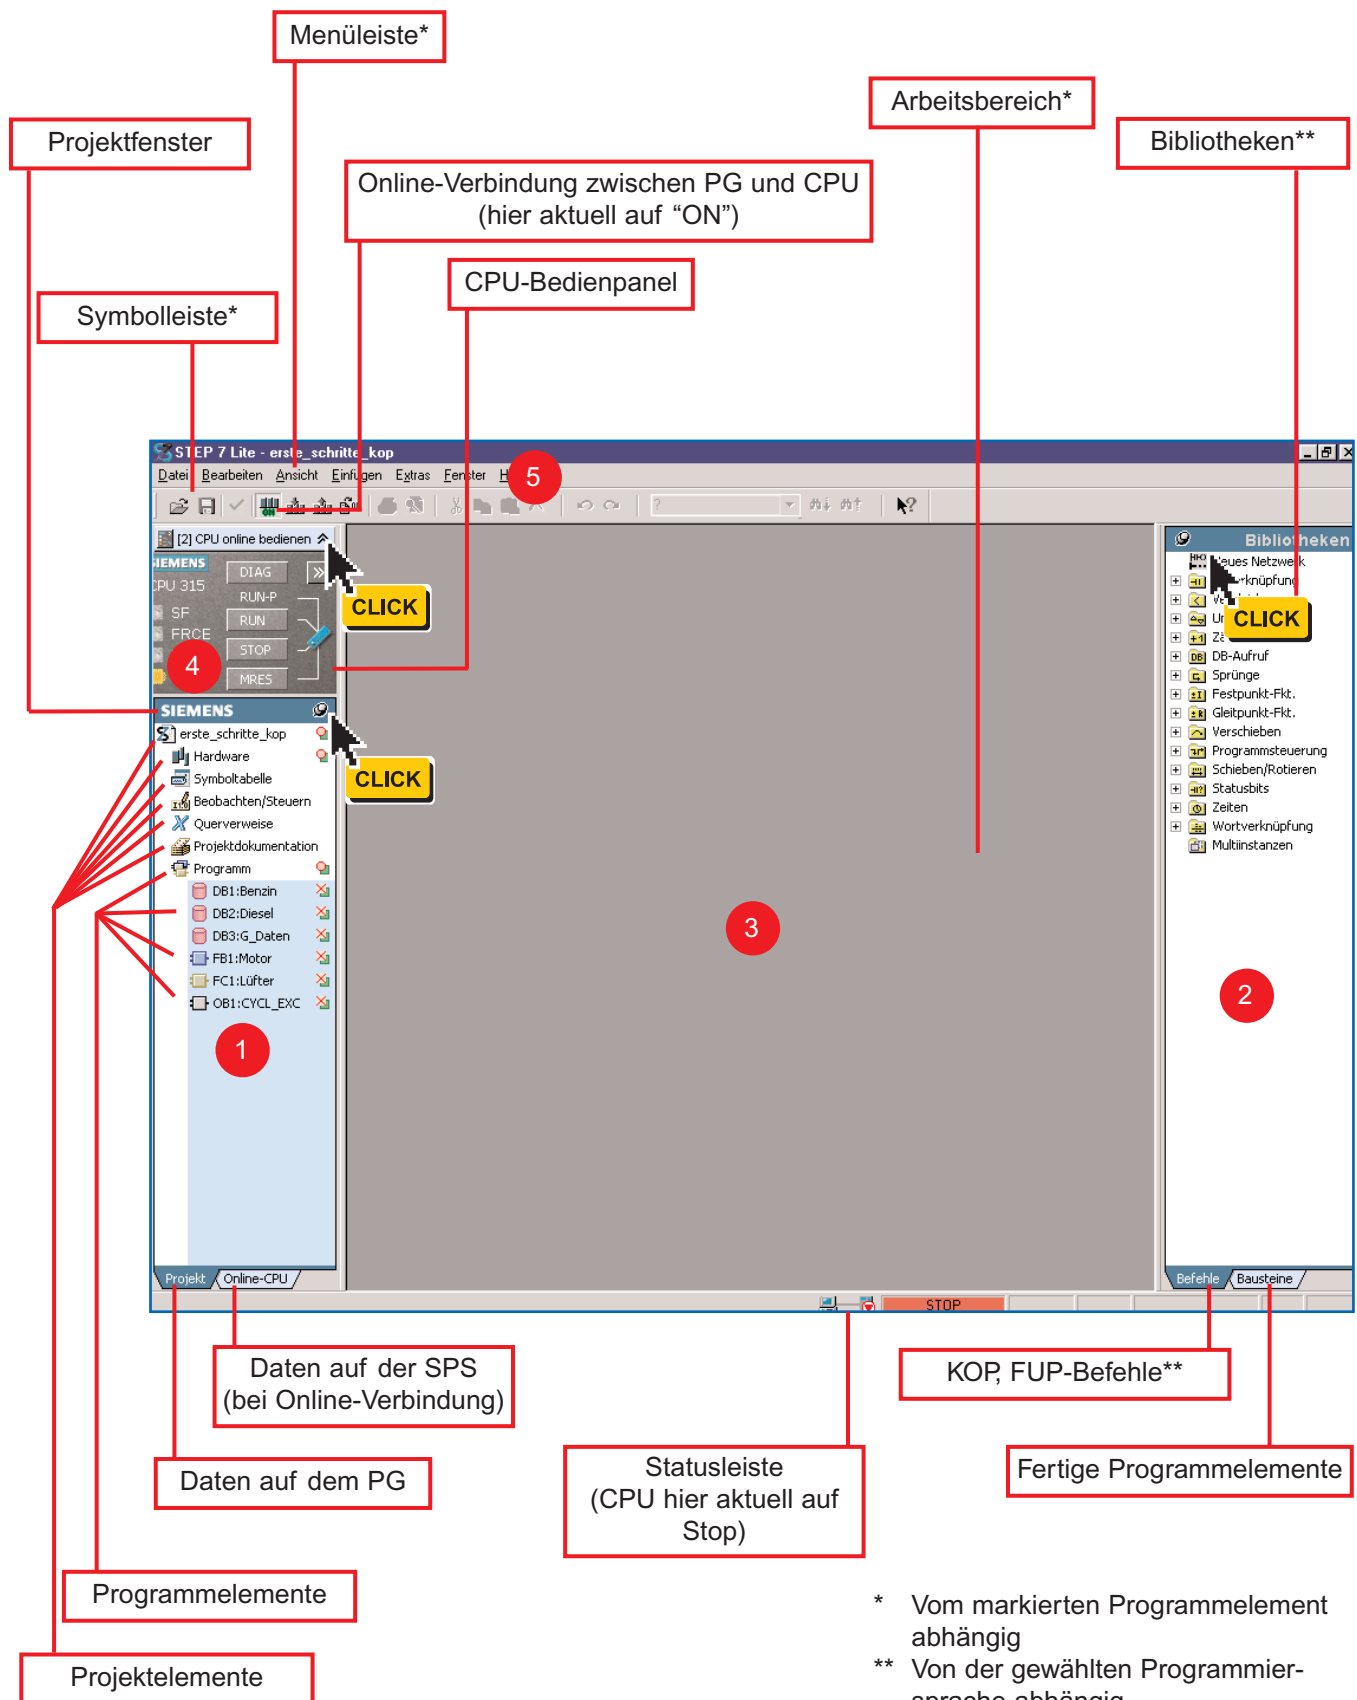 Menüleiste*
Arbeitsbereich*
Projektfenster
Bibliotheken**
Online-Verbindung zwischen PG und CPU
(hier aktuell auf “ON”)
CPU-Bedienpanel
Symbolleiste*
STEP 7 Lite - erste_schritte_kop
Datei Bearbeiten Ansicht Einfügen Extras Fenster H
5
ON
?
?
[2] CPU online bedienen
SIEMENS
CPU 315
DIAG
RUN-P
SF
RUN
FRCE
STOP
4
MRES
CLICK
SIEMENS
erste_schritte_kop
Hardware
CLICK
Symboltabelle
Beobachten/Steuern
Querverweise
Projektdokumentation
Programm
DB1:Benzin
DB2:Diesel
DB3:G_Daten
FB1:Motor
FC1:Lüfter
OB1:CYCL_EXC
1
3
Bibliotheken
Neues Netzwerk
rknüpfung
CLICK
DB-Aufruf
Sprünge
Festpunkt-Fkt.
Gleitpunkt-Fkt.
Verschieben
Programmsteuerung
Schieben/Rotieren
Statusbits
Zeiten
Wortverknüpfung
Multiinstanzen
2
Projekt Online-CPU
Befehle Bausteine
STOP
Daten auf der SPS
(bei Online-Verbindung)
KOP, FUP-Befehle**
Daten auf dem PG
Statusleiste
(CPU hier aktuell auf
Stop)
Fertige Programmelemente
Programmelemente
Projektelemente
* Vom markierten Programmelement
abhängig
** Von der gewählten Programmier-
sprache abhängig